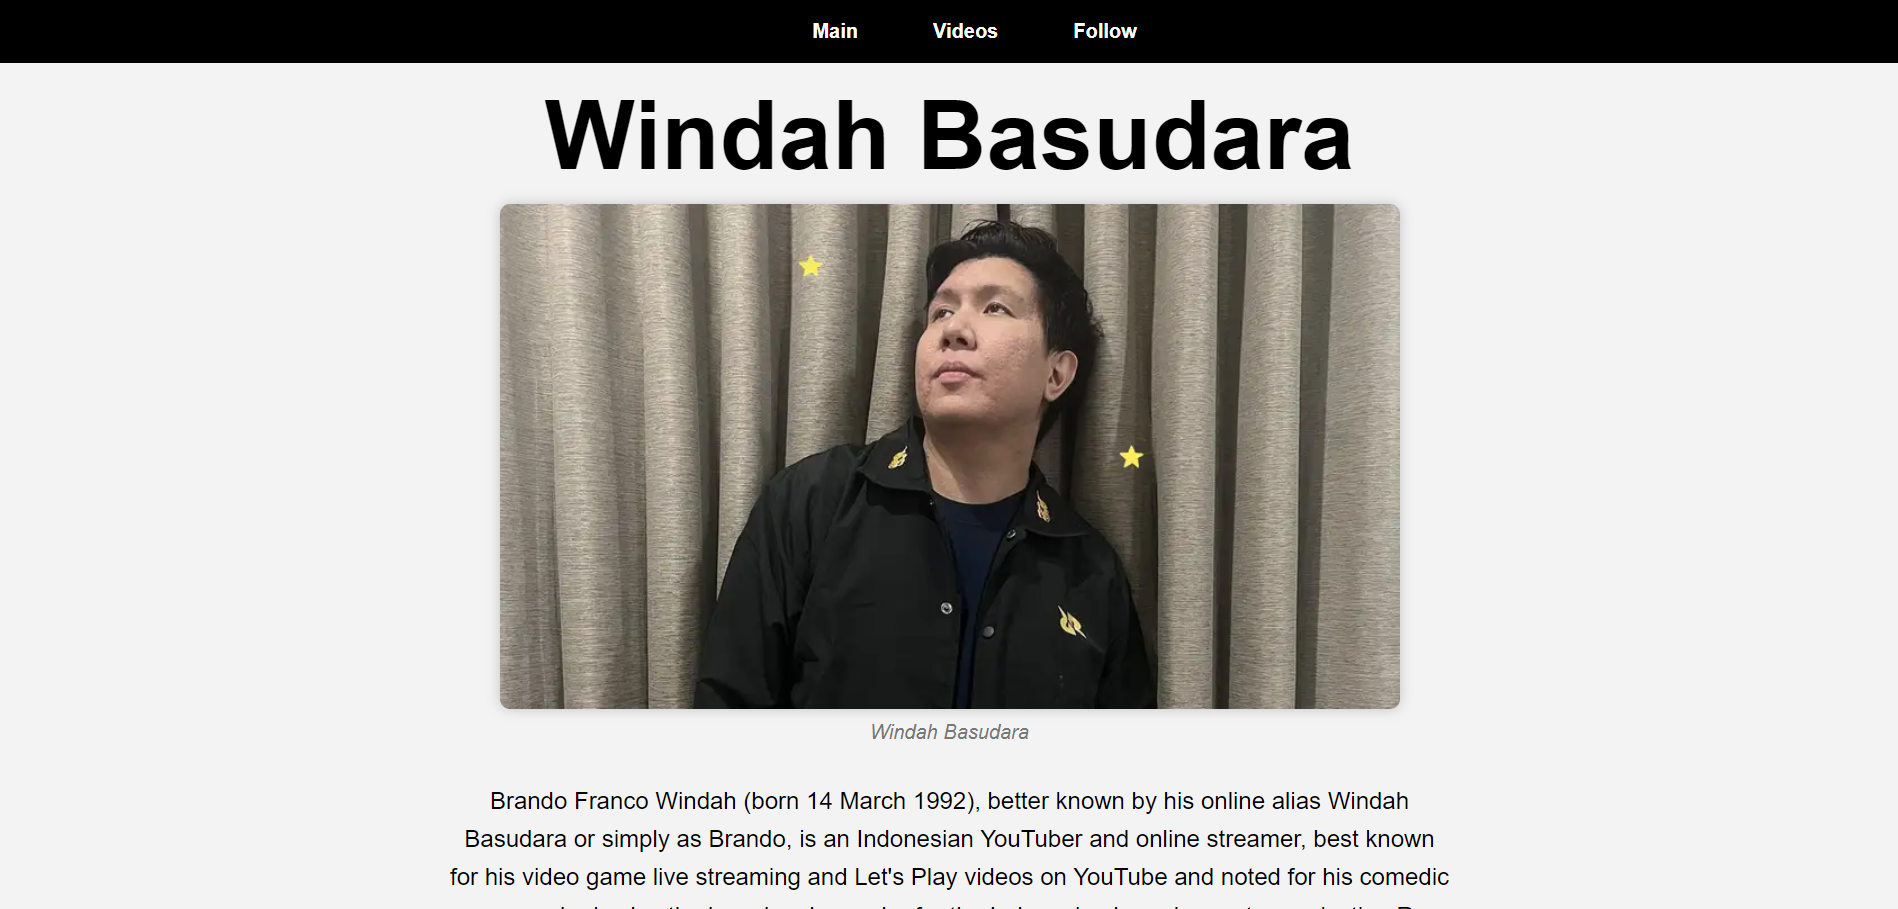 Main Videos Follow
Windah Basudara
Windah Basudara
Brando Franco Windah (born 14 March 1992), better known by his online alias Windah
Basudara or simply as Brando, is an Indonesian YouTuber and online streamer, best known
for his video game live streaming and Let's Play videos on YouTube and noted for his comedic